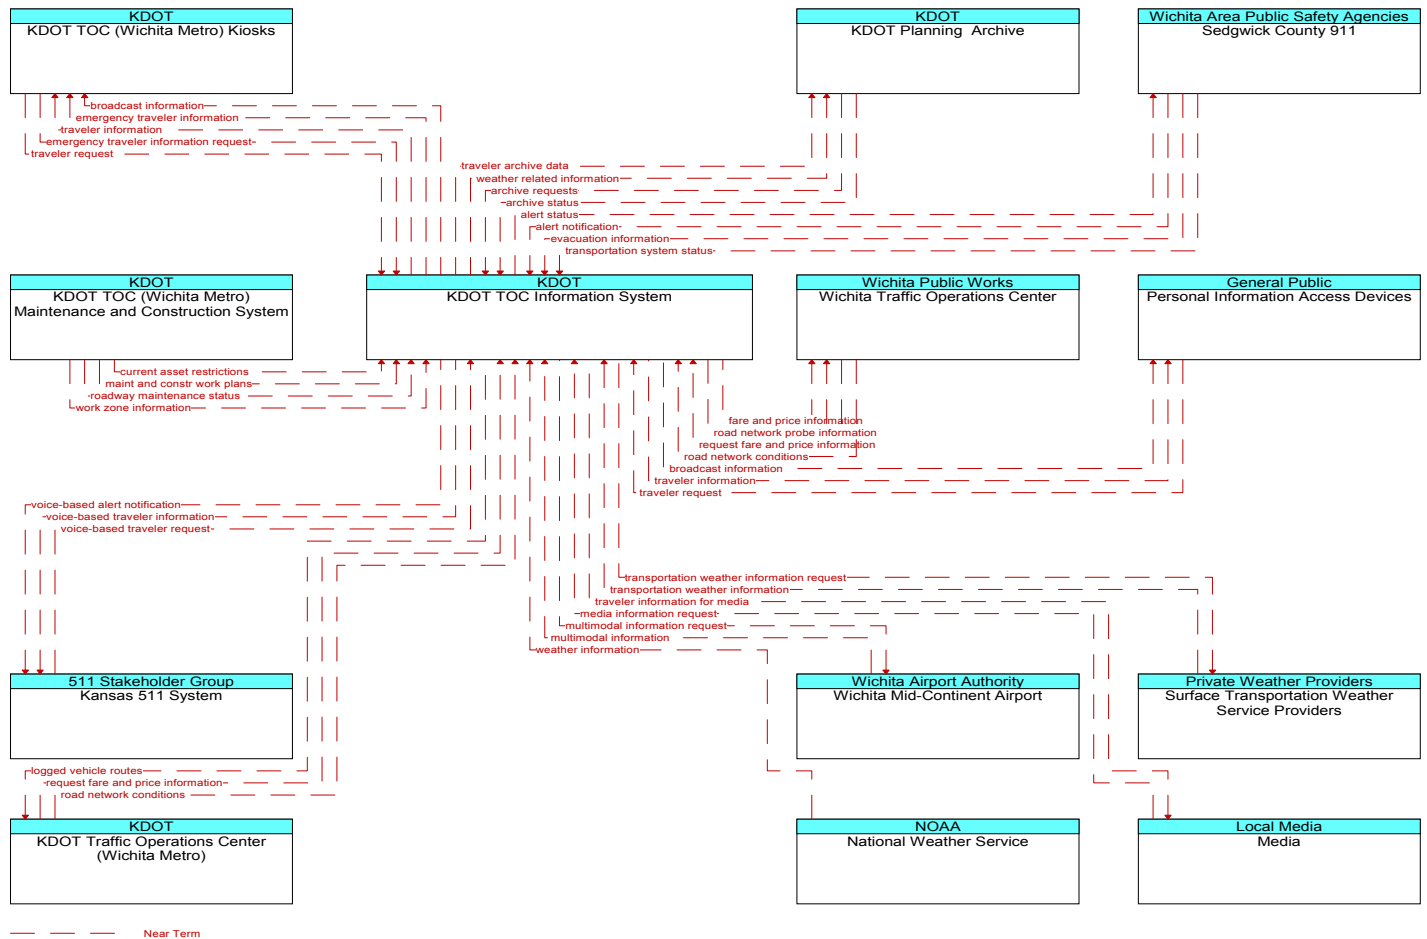 KDOT
KDOT TOC (Wichita Metro) Kiosks
KDOT
KDOT Planning  Archive
Wichita Area Public Safety Agencies
Sedgwick County 911
broadcast information
emergency traveler information
traveler information
emergency traveler information request
traveler request
traveler archive data
weather related information
archive requests
archive status
alert status
alert notification
evacuation information
transportation system status
KDOT
KDOT TOC (Wichita Metro)
Maintenance and Construction System
KDOT
KDOT TOC Information System
Wichita Public Works
Wichita Traffic Operations Center
General Public
Personal Information Access Devices
current asset restrictions
maint and constr work plans
roadway maintenance status
work zone information
fare and price information
road network probe information
request fare and price information
road network conditions
broadcast information
traveler information
traveler request
voice-based alert notification
voice-based traveler information
voice-based traveler request
transportation weather information request
transportation weather information
traveler information for media
media information request
multimodal information request
multimodal information
weather information
511 Stakeholder Group
Kansas 511 System
Wichita Airport Authority
Wichita Mid-Continent Airport
Private Weather Providers
Surface Transportation Weather
Service Providers
logged vehicle routes
request fare and price information
road network conditions
KDOT
KDOT Traffic Operations Center
(Wichita Metro)
NOAA
National Weather Service
Local Media
Media
Near Term